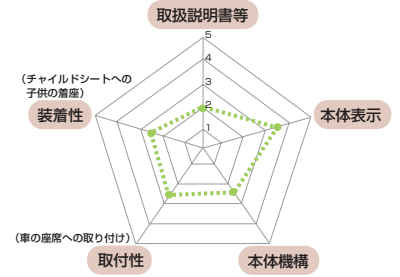 取扱説明書等
5
4
3
2
1
（チャイルドシートへの
子供の着座）
装着性
本体表示
（車の座席への取り付け）
取付性
本体機構